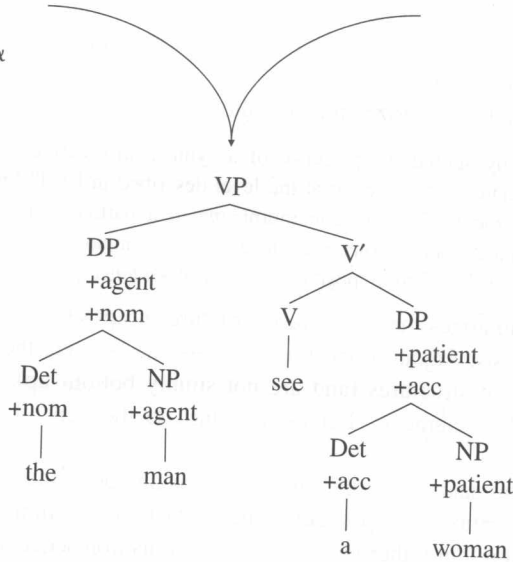 α
VP
DP V′
+agent
+nom
V DP
+patient
+acc
see
Det NP
+nom +agent
the man
Det NP
+acc +patient
a woman